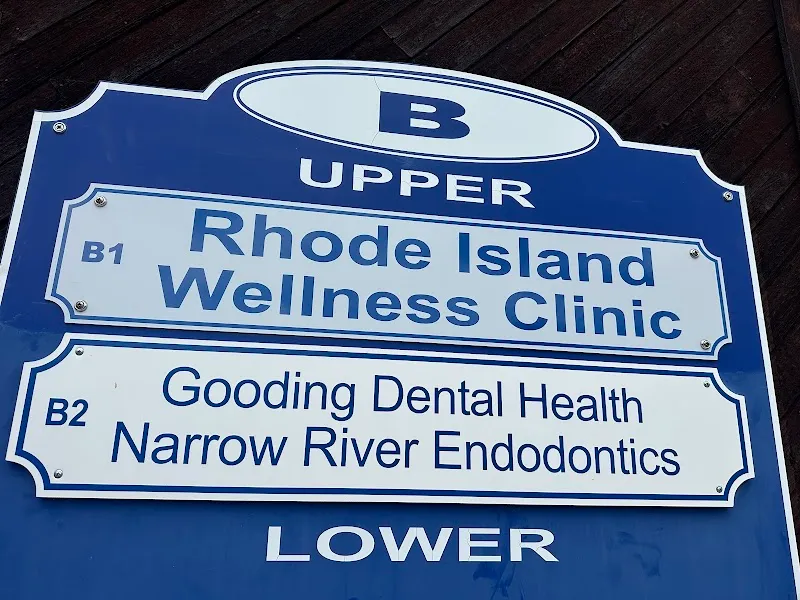 B
UPPER
B1
Rhode Island
Wellness Clinic
B2
Gooding Dental Health
Narrow River Endodontics
LOWER